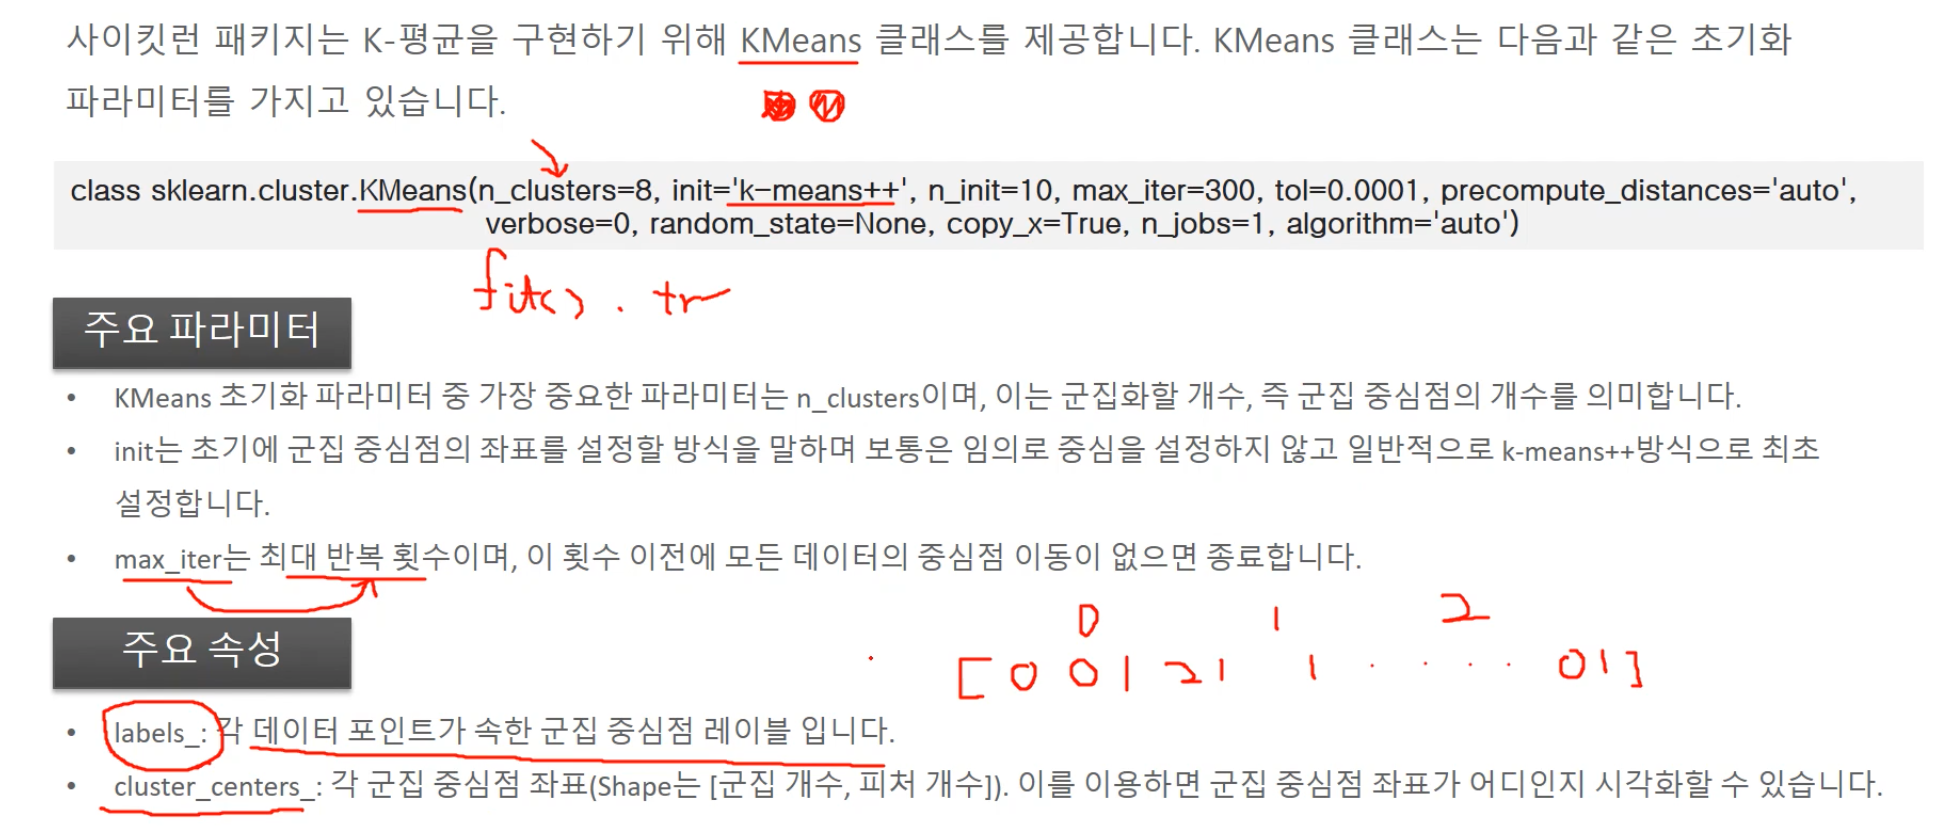 사이킷런 패키지는 K-평균을 구현하기 위해 KMeans 클래스를 제공합니다. KMeans 클래스는 다음과 같은 초기화
파라미터를 가지고 있습니다.
class sklearn.cluster.KMeans(n_clusters=8, init='k-means++', n_init=10, max_iter=300, tol=0.0001, precompute_distances='auto',
verbose=0, random_state=None, copy_x=True, n_jobs=1, algorithm='auto')
fit() . tr
주요 파라미터
• KMeans 초기화 파라미터 중 가장 중요한 파라미터는 n_clusters이며, 이는 군집화할 개수, 즉 군집 중심점의 개수를 의미합니다.
• init는 초기에 군집 중심점의 좌표를 설정할 방식을 말하며 보통은 임의로 중심을 설정하지 않고 일반적으로 k-means++방식으로 최초
설정합니다.
• max_iter는 최대 반복 횟수이며, 이 횟수 이전에 모든 데이터의 중심점 이동이 없으면 종료합니다.
0 1 2
주요 속성
[0 0 1 2 1 1 . . . . 0 1]
• labels_: 각 데이터 포인트가 속한 군집 중심점 레이블 입니다.
• cluster_centers_: 각 군집 중심점 좌표(Shape는 [군집 개수, 피처 개수]). 이를 이용하면 군집 중심점 좌표가 어디인지 시각화할 수 있습니다.